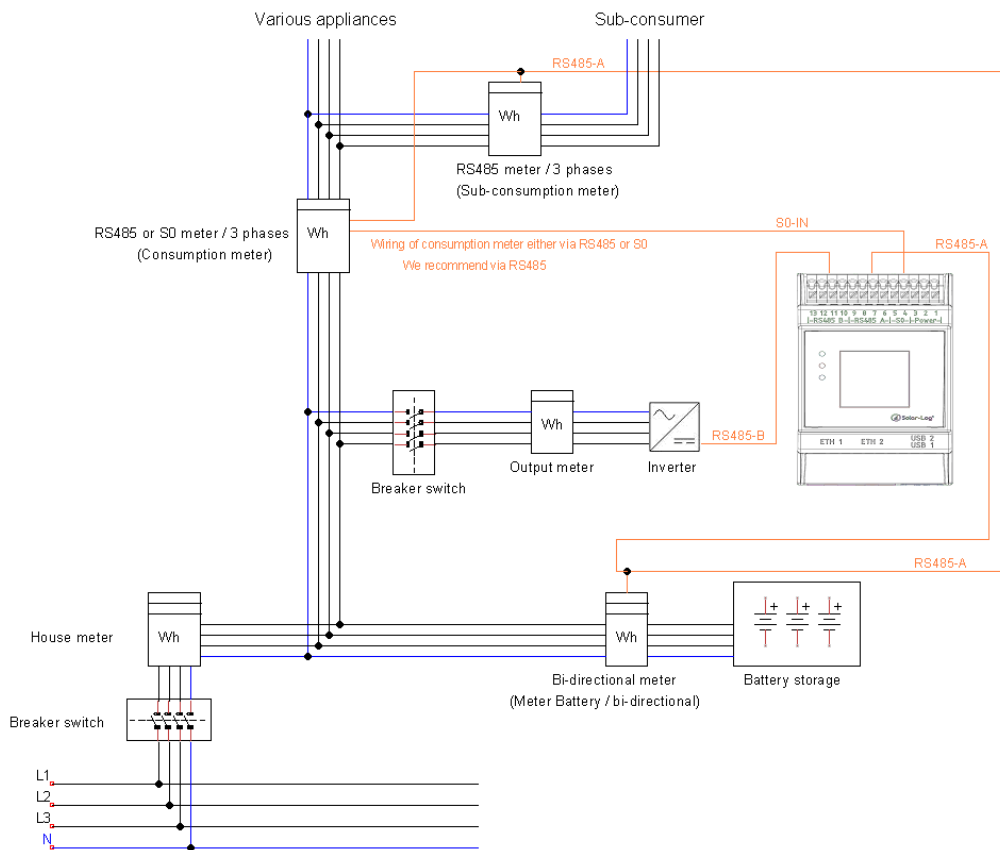 Various appliances
Sub-consumer
RS485-A
Wh
RS485 meter / 3 phases
(Sub-consumption meter)
RS485 or S0 meter / 3 phases
(Consumption meter)
Wh
S0-IN
Wiring of consumption meter either via RS485 or S0
We recommend via RS485
RS485-A
13 12 11 10 9 8 7 6 5 4 3 2 1
|-RS485 B-|-RS485 A-|-S0-|-Power-|
Solar-Log®
ETH 1 ETH 2 USB 2
USB 1
Wh
RS485-B
Breaker switch
Output meter
Inverter
RS485-A
House meter
Wh
Wh
+ + +
Bi-directional meter
(Meter Battery / bi-directional)
Battery storage
Breaker switch
L1
L2
L3
N